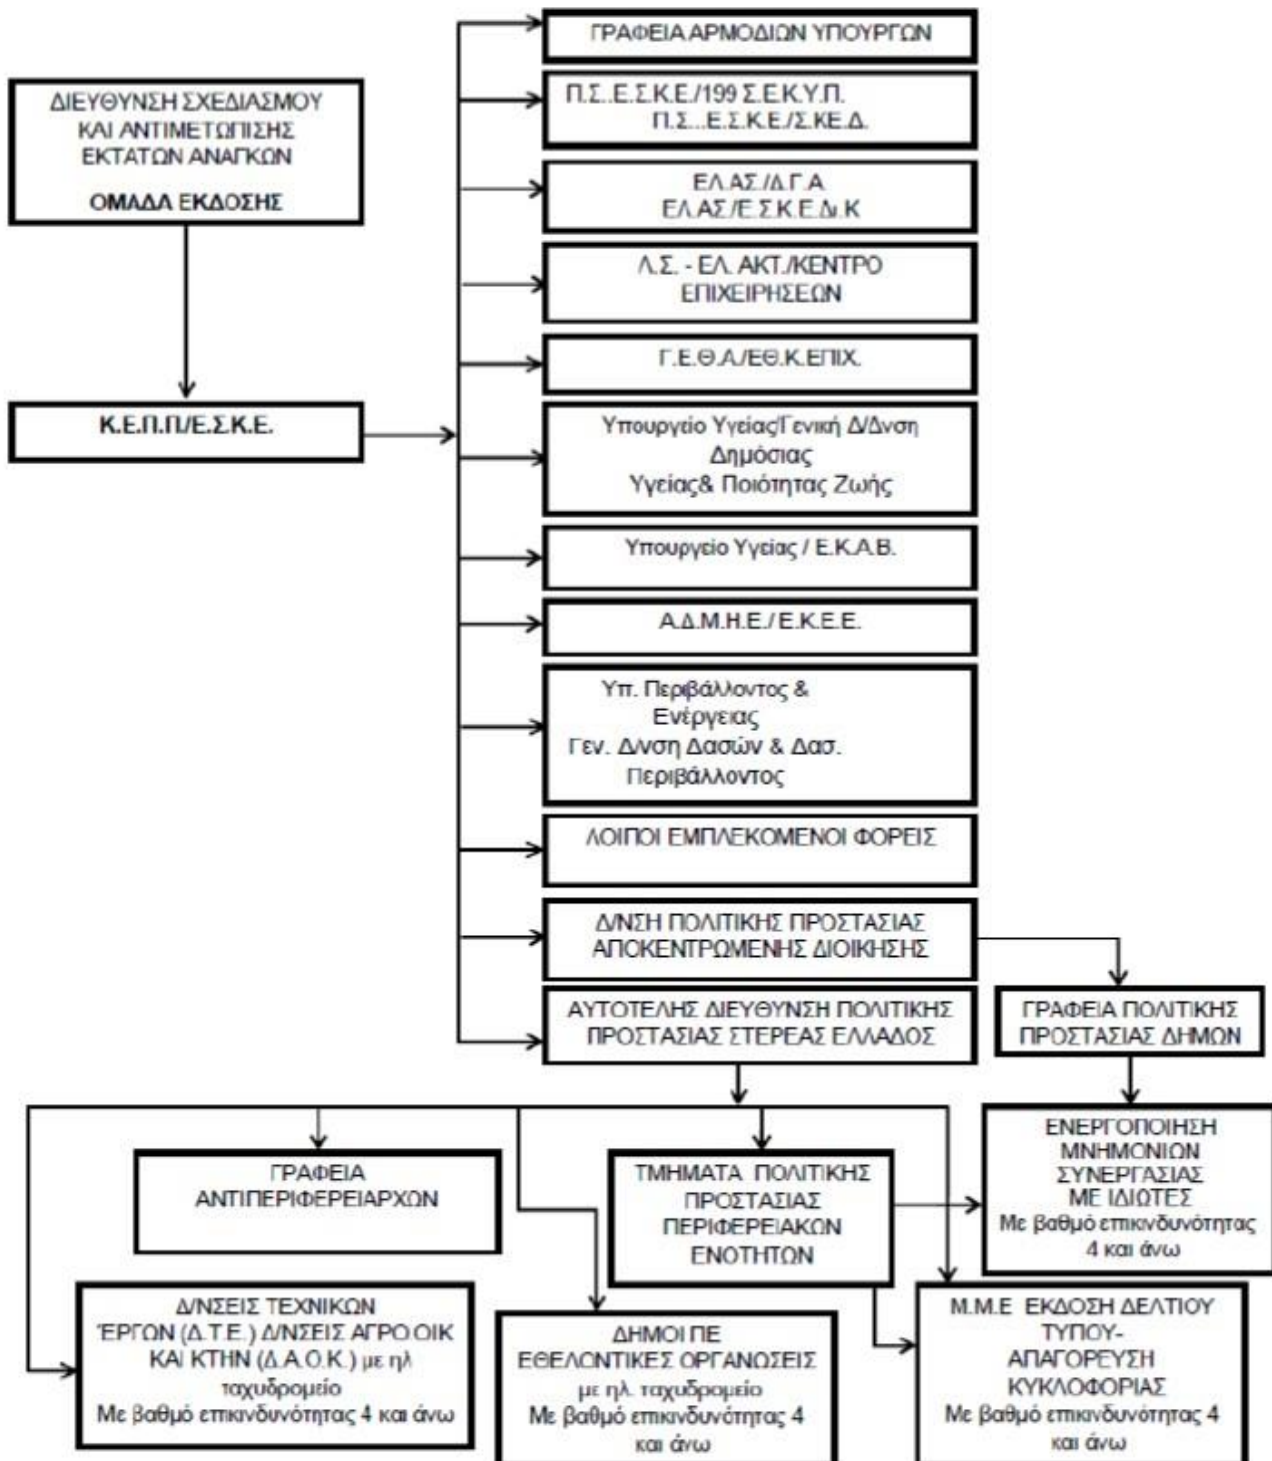 ΓΡΑΦΕΙΑ ΑΡΜΟΔΙΩΝ ΥΠΟΥΡΓΩΝ
ΔΙΕΥΘΥΝΣΗ ΣΧΕΔΙΑΣΜΟΥ
ΚΑΙ ΑΝΤΙΜΕΤΩΠΙΣΗΣ
ΕΚΤΑΤΩΝ ΑΝΑΓΚΩΝ
ΟΜΑΔΑ ΕΚΔΟΣΗΣ
Π.Σ..Ε.Σ.Κ.Ε./199 Σ.Ε.Κ.Υ.Π.
Π.Σ...Ε.Σ.Κ.Ε./Σ.ΚΕ.Δ.
ΕΛ.ΑΣ./Δ.Γ.Α.
ΕΛ.ΑΣ./Ε.Σ.Κ.Ε.Δι.Κ
Λ.Σ. - ΕΛ. ΑΚΤ./ΚΕΝΤΡΟ
ΕΠΙΧΕΙΡΗΣΕΩΝ
Γ.Ε.Θ.Α./ΕΘ.Κ.ΕΠΙΧ.
Κ.Ε.Π.Π/Ε.Σ.Κ.Ε.
Υπουργείο Υγείας/Γενική Δ/Δνση
Δημόσιας
Υγείας& Ποιότητας Ζωής
Υπουργείο Υγείας / Ε.Κ.Α.Β.
Α.Δ.Μ.Η.Ε./ Ε.Κ.Ε.Ε.
Υπ. Περιβάλλοντος &
Ενέργειας
Γεν. Δ/νση Δασών & Δασ.
Περιβάλλοντος
ΛΟΙΠΟΙ ΕΜΠΛΕΚΟΜΕΝΟΙ ΦΟΡΕΙΣ
Δ/ΝΣΗ ΠΟΛΙΤΙΚΗΣ ΠΡΟΣΤΑΣΙΑΣ
ΑΠΟΚΕΝΤΡΩΜΕΝΗΣ ΔΙΟΙΚΗΣΗΣ
ΑΥΤΟΤΕΛΗΣ ΔΙΕΥΘΥΝΣΗ ΠΟΛΙΤΙΚΗΣ
ΠΡΟΣΤΑΣΙΑΣ ΣΤΕΡΕΑΣ ΕΛΛΑΔΟΣ
ΓΡΑΦΕΙΑ ΠΟΛΙΤΙΚΗΣ
ΠΡΟΣΤΑΣΙΑΣ ΔΗΜΩΝ
ΓΡΑΦΕΙΑ
ΑΝΤΙΠΕΡΙΦΕΡΕΙΑΡΧΩΝ
ΤΜΗΜΑΤΑ ΠΟΛΙΤΙΚΗΣ
ΠΡΟΣΤΑΣΙΑΣ
ΠΕΡΙΦΕΡΕΙΑΚΩΝ
ΕΝΟΤΗΤΩΝ
ΕΝΕΡΓΟΠΟΙΗΣΗ
ΜΝΗΜΟΝΙΩΝ
ΣΥΝΕΡΓΑΣΙΑΣ
ΜΕ ΙΔΙΩΤΕΣ
Με βαθμό επικινδυνότητας
4 και άνω
Δ/ΝΣΕΙΣ ΤΕΧΝΙΚΩΝ
ΈΡΓΩΝ (Δ.Τ.Ε.) Δ/ΝΣΕΙΣ ΑΓΡΟ.ΟΙΚ
ΚΑΙ ΚΤΗΝ (Δ.Α.Ο.Κ.) με ηλ
ταχυδρομείο
Με βαθμό επικινδυνότητας 4 και άνω
ΔΗΜΟΙ ΠΕ
ΕΘΕΛΟΝΤΙΚΕΣ ΟΡΓΑΝΩΣΕΙΣ
με ηλ. ταχυδρομείο
Με βαθμό επικινδυνότητας 4
και άνω
Μ.Μ.Ε ΕΚΔΟΣΗ ΔΕΛΤΙΟΥ
ΤΥΠΟΥ-
ΑΠΑΓΟΡΕΥΣΗ
ΚΥΚΛΟΦΟΡΙΑΣ
Με βαθμό επικινδυνότητας 4
και άνω